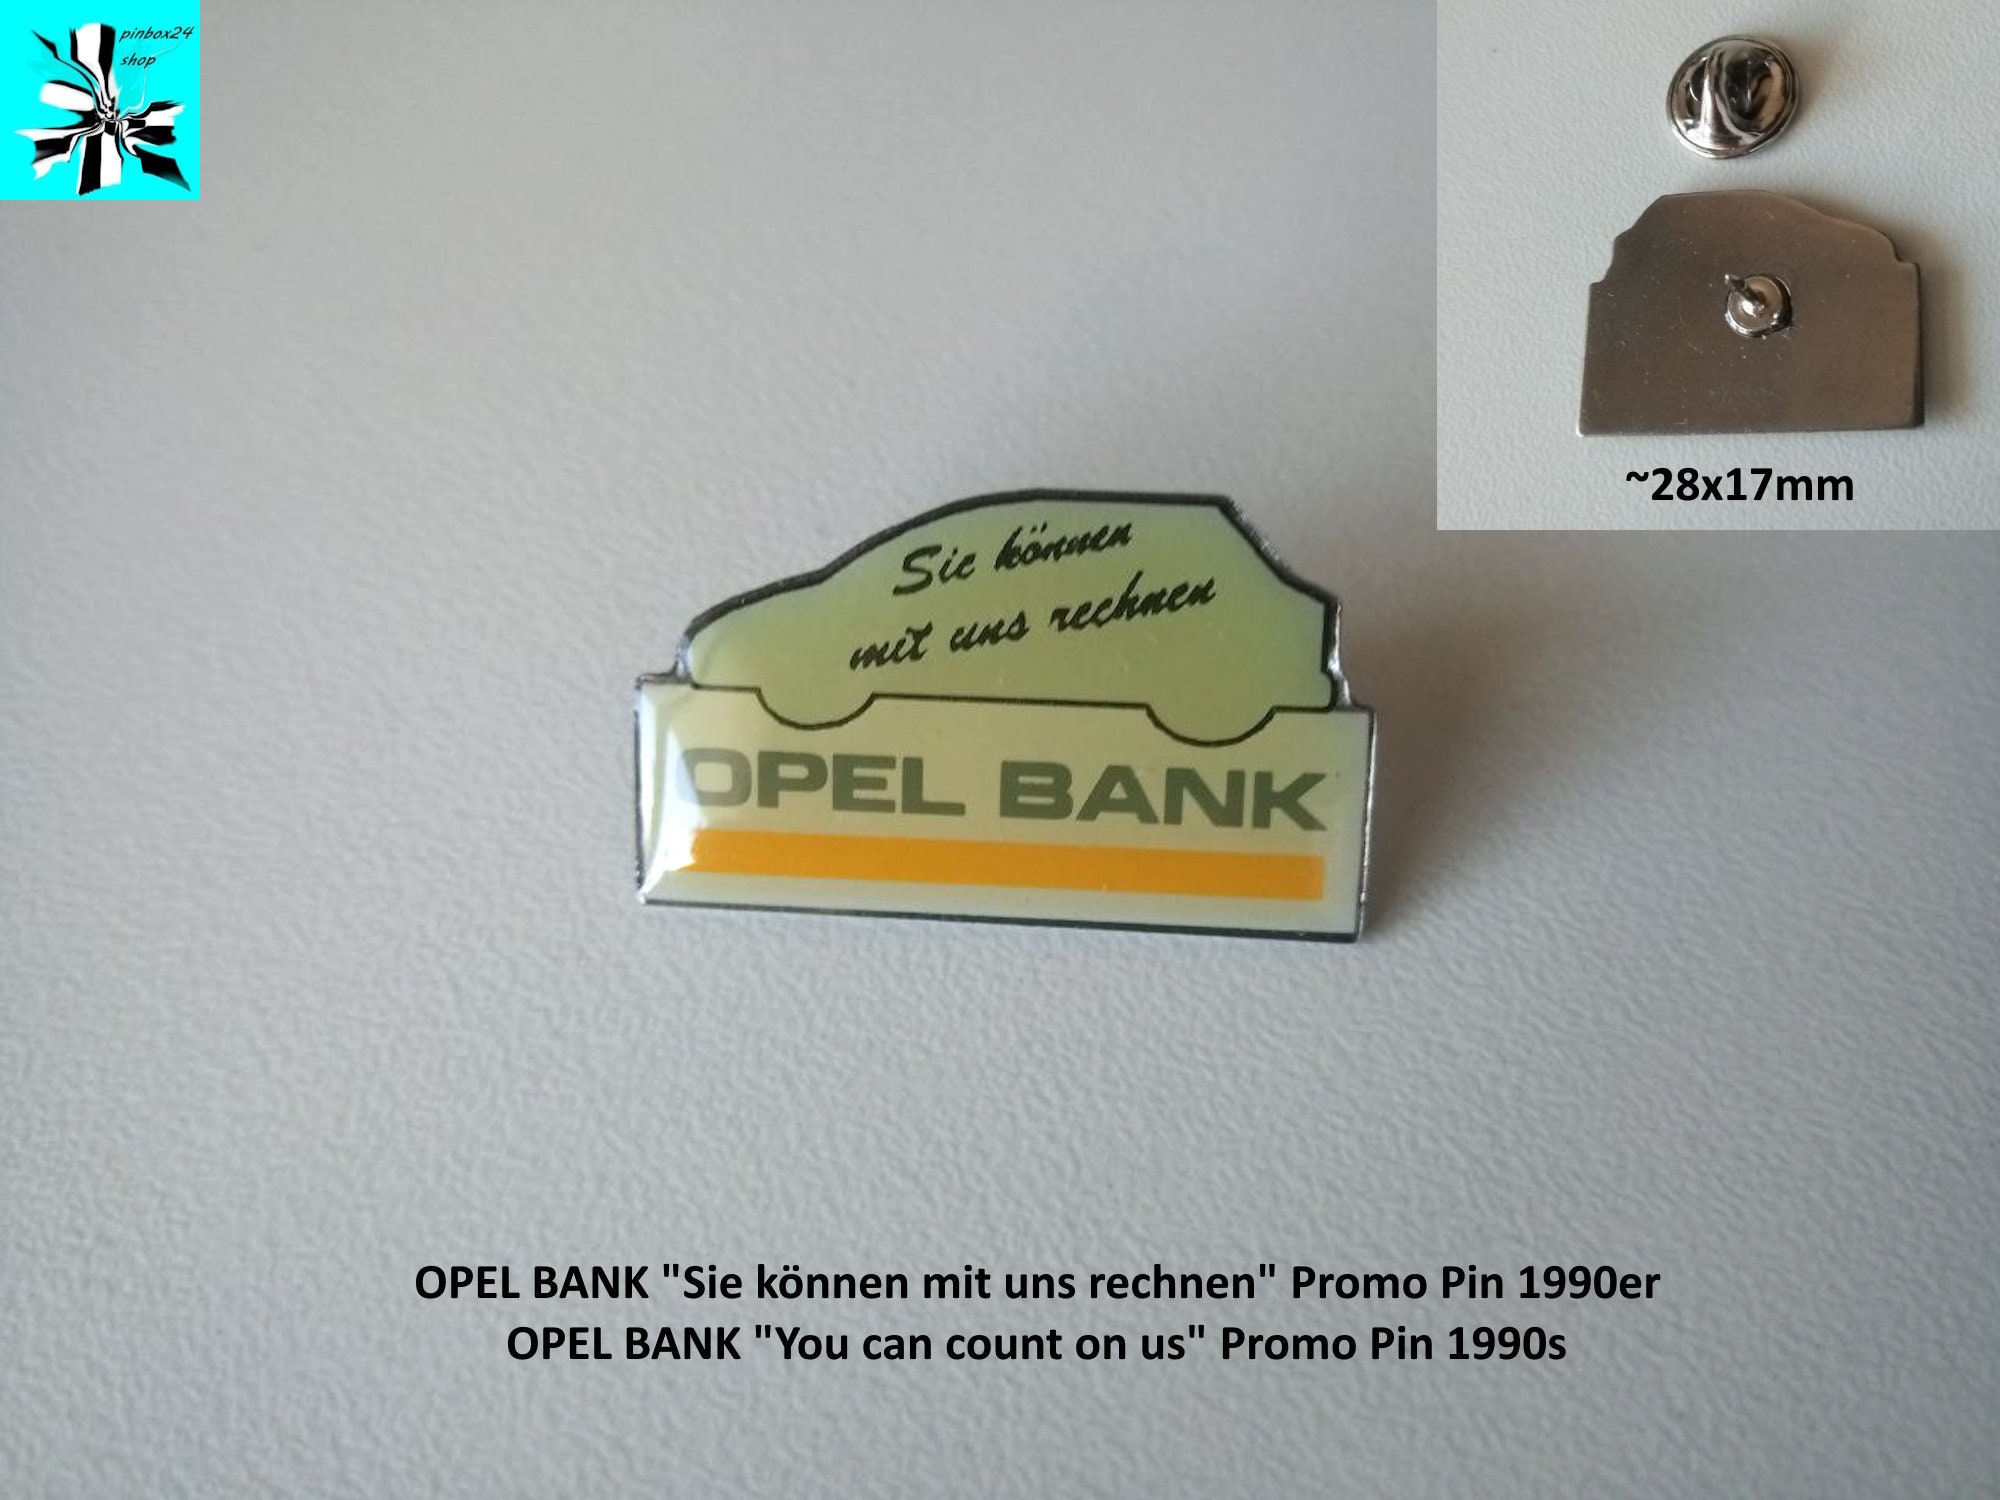 pinbox24
shop
~28x17mm
Sie können
mit uns rechnen
OPEL BANK
OPEL BANK "Sie können mit uns rechnen" Promo Pin 1990er
OPEL BANK "You can count on us" Promo Pin 1990s